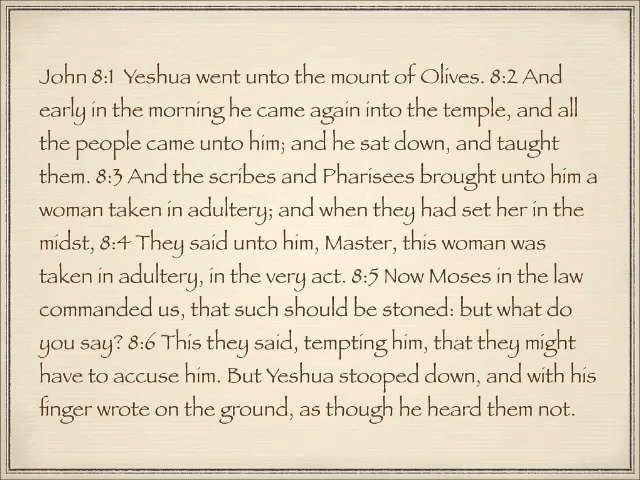 John 8:1 Yeshua went unto the mount of Olives. 8:2 And
early in the morning he came again into the temple, and all
the people came unto him; and he sat down, and taught
them. 8:3 And the scribes and Pharisees brought unto him a
woman taken in adultery; and when they had set her in the
midst, 8:4 They said unto him, Master, this woman was
taken in adultery, in the very act. 8:5 Now Moses in the law
commanded us, that such should be stoned: but what do
you say? 8:6 This they said, tempting him, that they might
have to accuse him. But Yeshua stooped down, and with his
finger wrote on the ground, as though he heard them not.